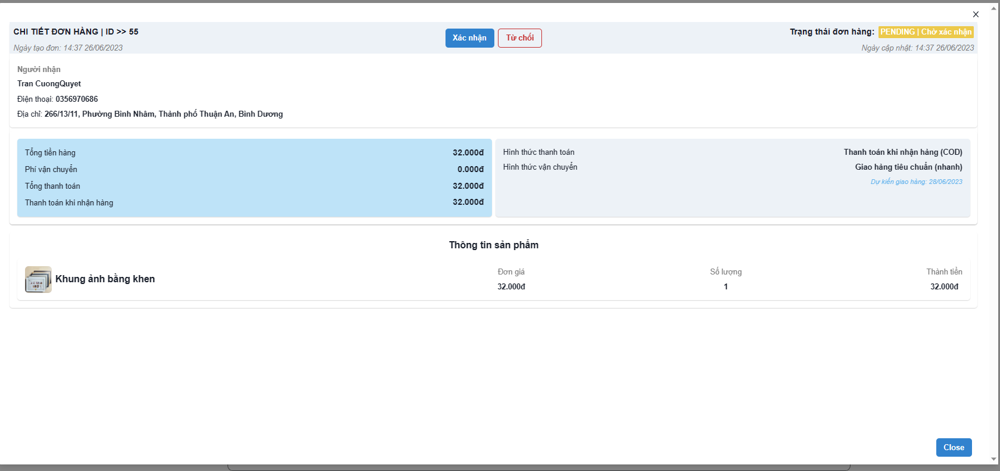 CHI TIẾT ĐƠN HÀNG | ID >> 55
Ngày tạo đơn: 14:37 26/06/2023
Xác nhận
Từ chối
Trạng thái đơn hàng: PENDING | Chờ xác nhận
Ngày cập nhật: 14:37 26/06/2023
Người nhận
Tran CuongQuyet
Điện thoại: 0356970686
Địa chỉ: 266/13/11, Phường Bình Nhâm, Thành phố Thuận An, Bình Dương
Tổng tiền hàng 32.000đ
Phí vận chuyển 0.000đ
Tổng thanh toán 32.000đ
Thanh toán khi nhận hàng 32.000đ
Hình thức thanh toán Thanh toán khi nhận hàng (COD)
Hình thức vận chuyển Giao hàng tiêu chuẩn (nhanh)
Dự kiến giao hàng: 28/06/2023
Thông tin sản phẩm
Khung ảnh bằng khen
Đơn giá Số lượng Thành tiền
32.000đ 1 32.000đ
Close